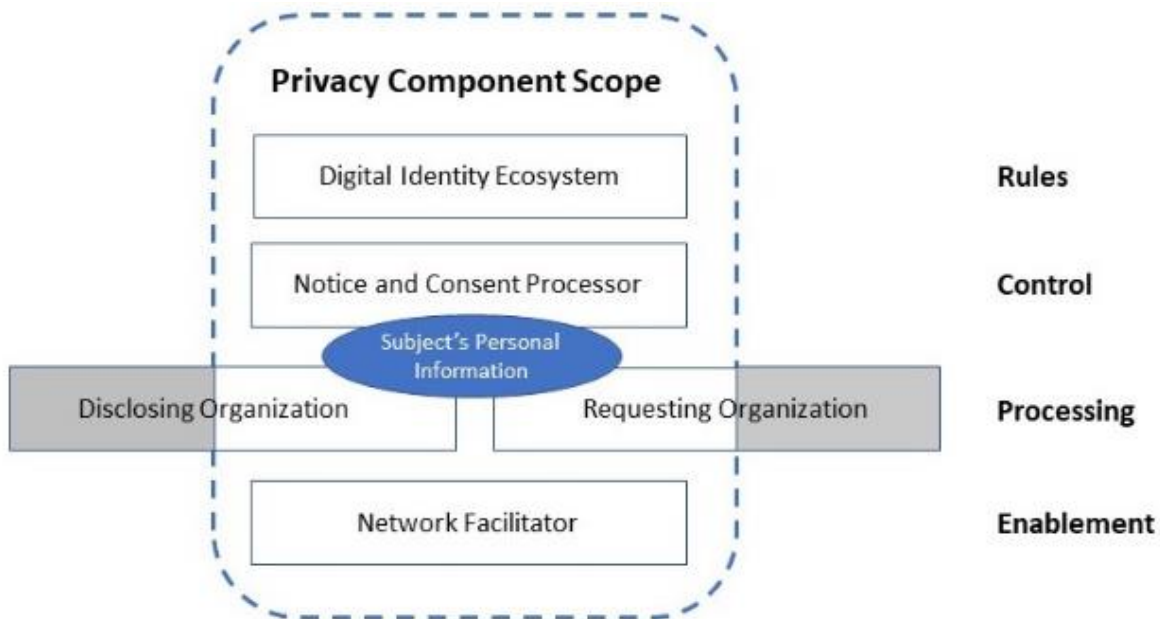 Privacy Component Scope
Digital Identity Ecosystem
Rules
Notice and Consent Processor
Control
Subject's Personal
Information
Disclosing Organization
Requesting Organization
Processing
Network Facilitator
Enablement